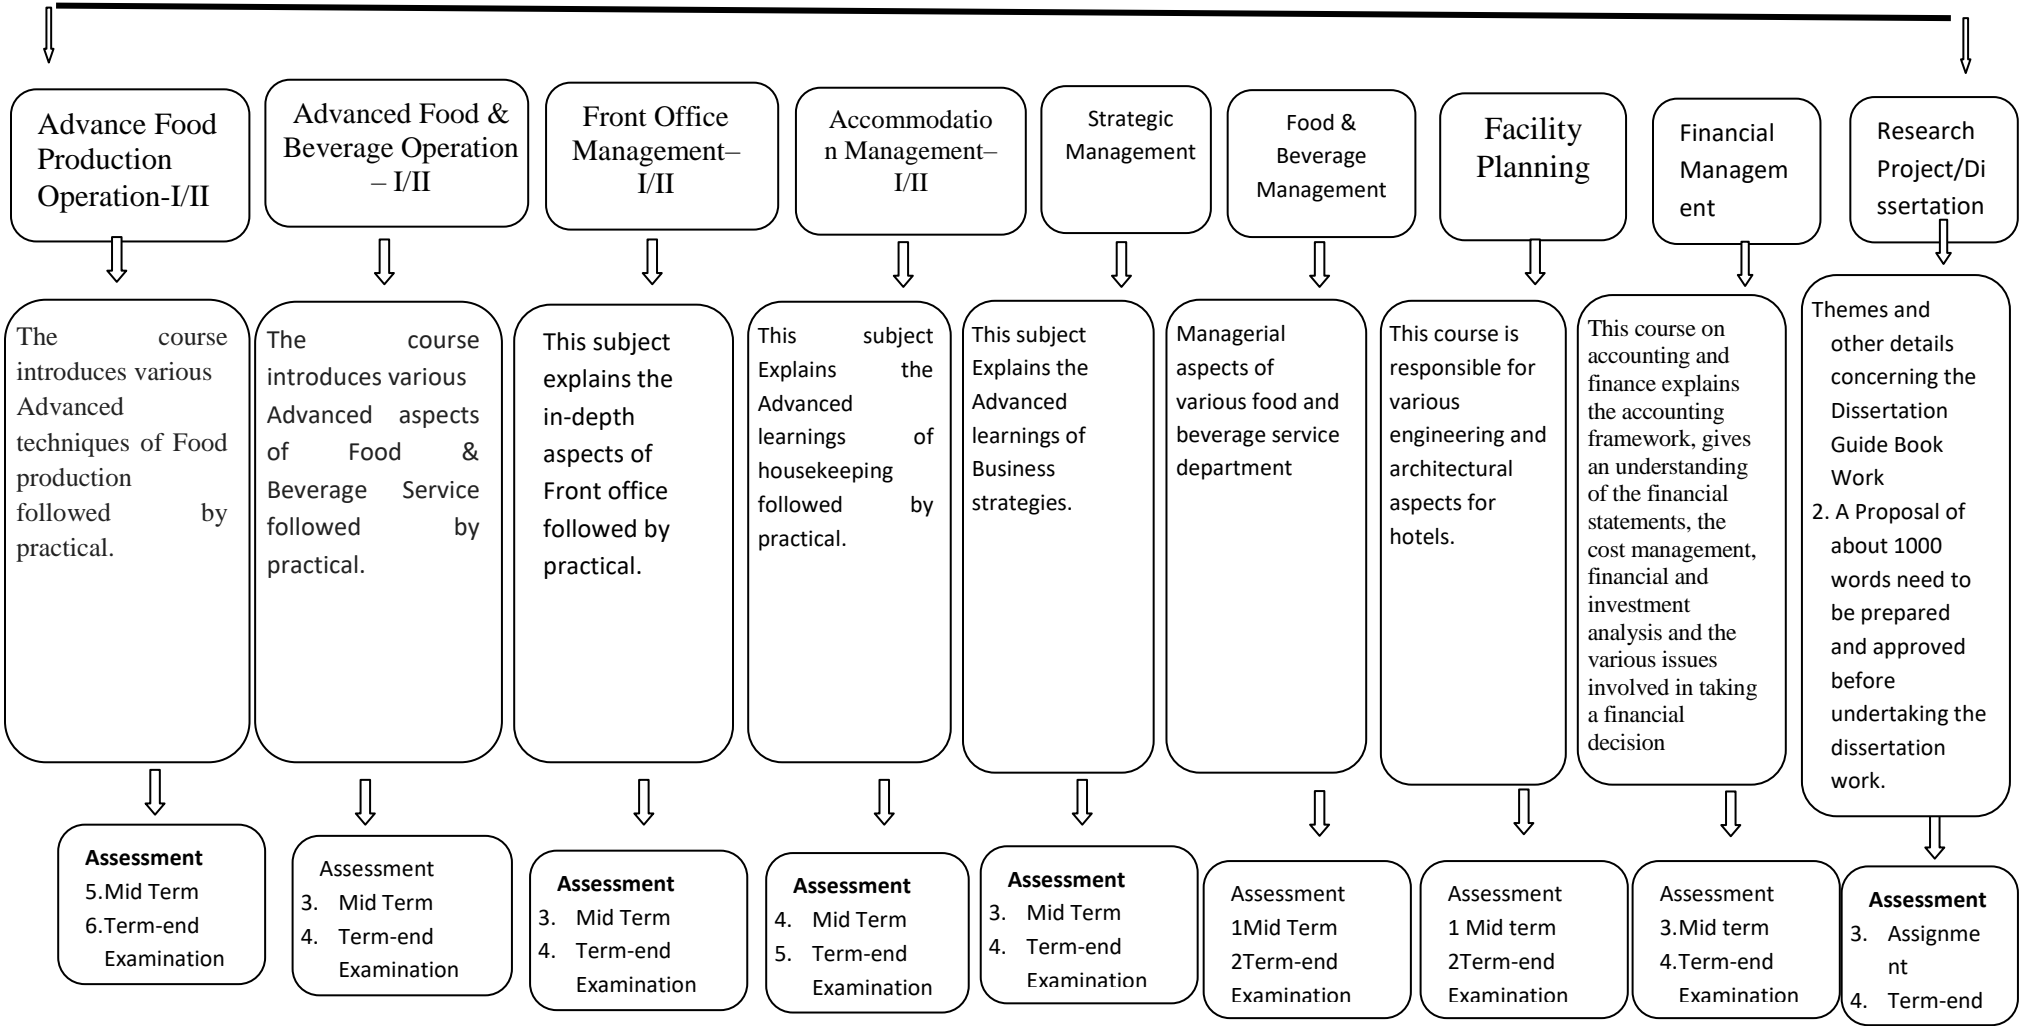 Advance Food
Production
Operation-I/II
Advanced Food &
Beverage Operation
– I/II
Front Office
Management–
I/II
Accommodatio
n Management–
I/II
Strategic
Management
Food &
Beverage
Management
Facility
Planning
Financial
Managem
ent
Research
Project/Di
ssertation
The course
introduces various
Advanced
techniques of Food
production
followed by
practical.
The course
introduces various
Advanced aspects
of Food &
Beverage Service
followed by
practical.
This subject
explains the
in-depth
aspects of
Front office
followed by
practical.
This subject
Explains the
Advanced
learnings of
housekeeping
followed by
practical.
This subject
Explains the
Advanced
learnings of
Business
strategies.
Managerial
aspects of
various food and
beverage service
department
This course is
responsible for
various
engineering and
architectural
aspects for
hotels.
This course on
accounting and
finance explains
the accounting
framework, gives
an understanding
of the financial
statements, the
cost management,
financial and
investment
analysis and the
various issues
involved in taking
a financial
decision
Themes and
other details
concerning the
Dissertation
Guide Book
Work
2. A Proposal of
about 1000
words need to
be prepared
and approved
before
undertaking the
dissertation
work.
Assessment
5.Mid Term
6.Term-end
Examination
Assessment
3. Mid Term
4. Term-end
Examination
Assessment
3. Mid Term
4. Term-end
Examination
Assessment
4. Mid Term
5. Term-end
Examination
Assessment
3. Mid Term
4. Term-end
Examination
Assessment
1Mid Term
2Term-end
Examination
Assessment
1 Mid term
2Term-end
Examination
Assessment
3.Mid term
4.Term-end
Examination
Assessment
3. Assignme
nt
4. Term-end